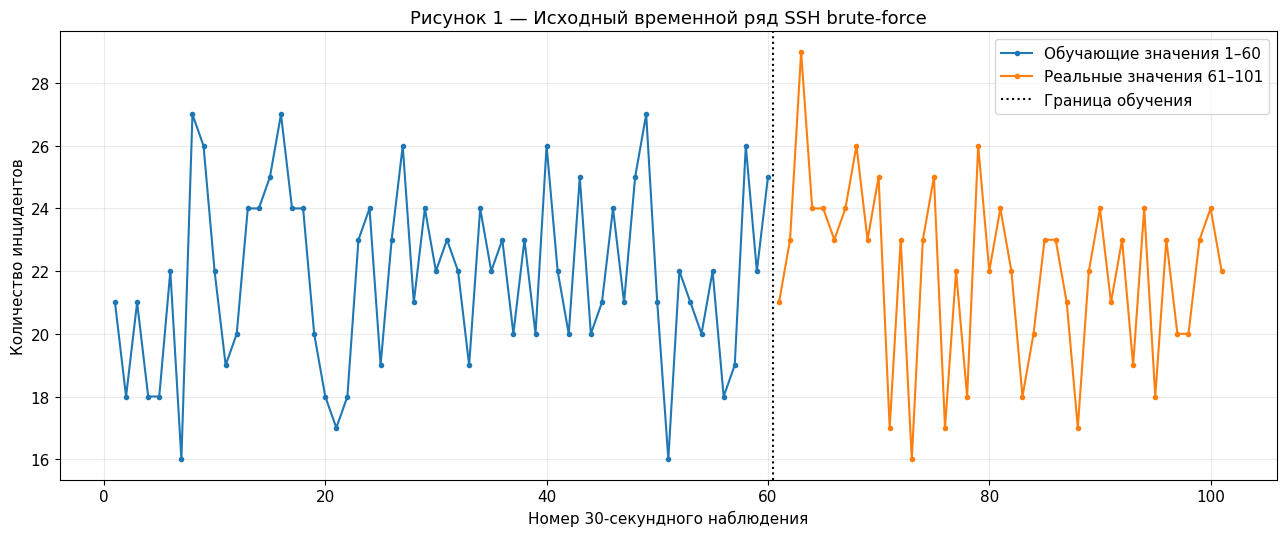 Рисунок 1 — Исходный временной ряд SSH brute-force
Обучающие значения 1–60
Реальные значения 61–101
Граница обучения
Количество инцидентов
28
26
24
22
20
18
16
0 20 40 60 80 100
Номер 30-секундного наблюдения